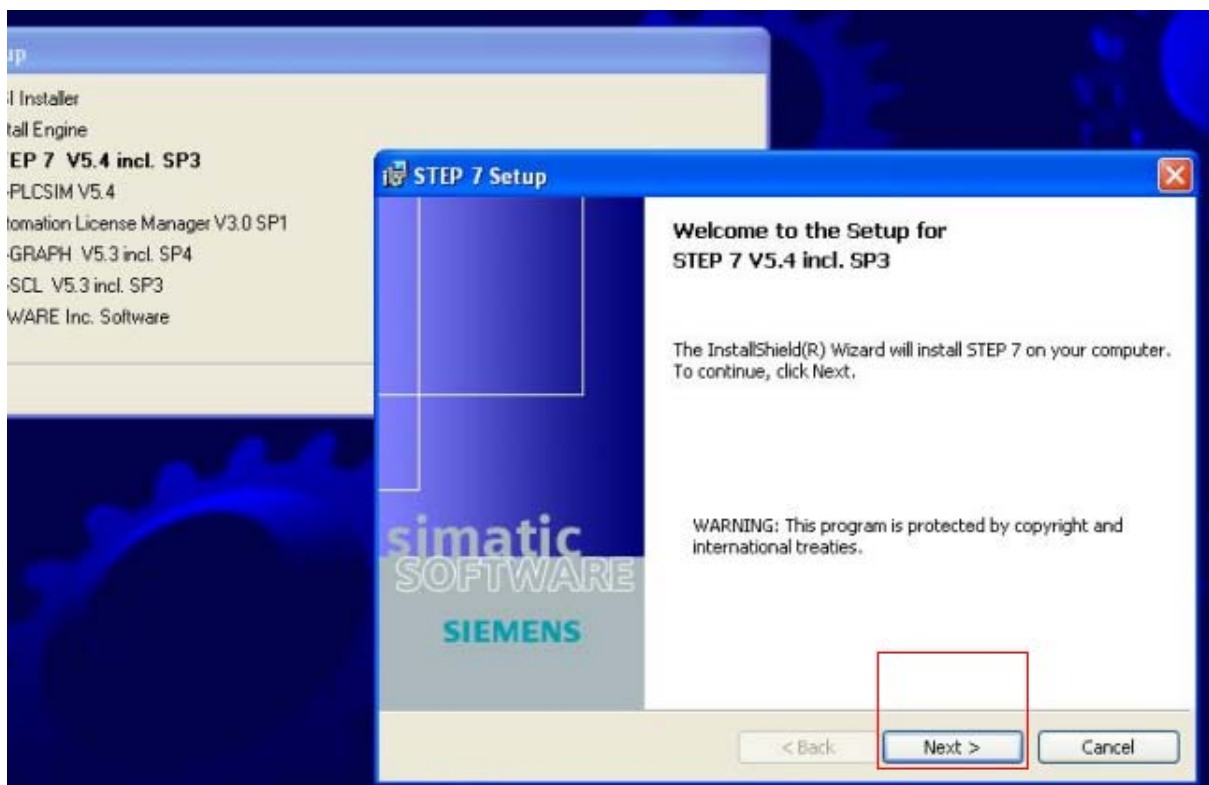 up
I Installer
tall Engine
EP 7 V5.4 incl. SP3
-PLCSIM V5.4
tomation License Manager V3.0 SP1
-GRAPH V5.3 incl. SP4
-SCL V5.3 incl. SP3
WARE Inc. Software
STEP 7 Setup
Welcome to the Setup for
STEP 7 V5.4 incl. SP3
The InstallShield(R) Wizard will install STEP 7 on your computer.
To continue, click Next.
WARNING: This program is protected by copyright and
international treaties.
simatic
SOFTWARE
SIEMENS
< Back
Next >
Cancel